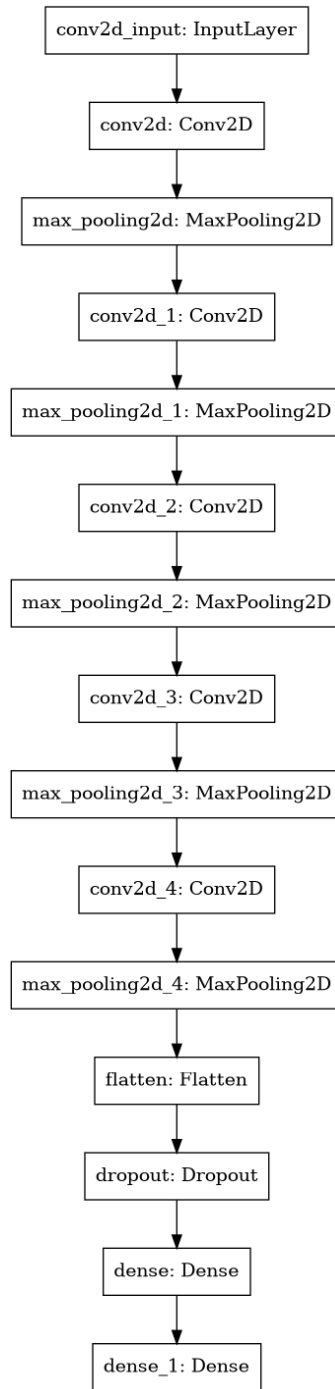 conv2d_input: InputLayer
conv2d: Conv2D
max_pooling2d: MaxPooling2D
conv2d_1: Conv2D
max_pooling2d_1: MaxPooling2D
conv2d_2: Conv2D
max_pooling2d_2: MaxPooling2D
conv2d_3: Conv2D
max_pooling2d_3: MaxPooling2D
conv2d_4: Conv2D
max_pooling2d_4: MaxPooling2D
flatten: Flatten
dropout: Dropout
dense: Dense
dense_1: Dense